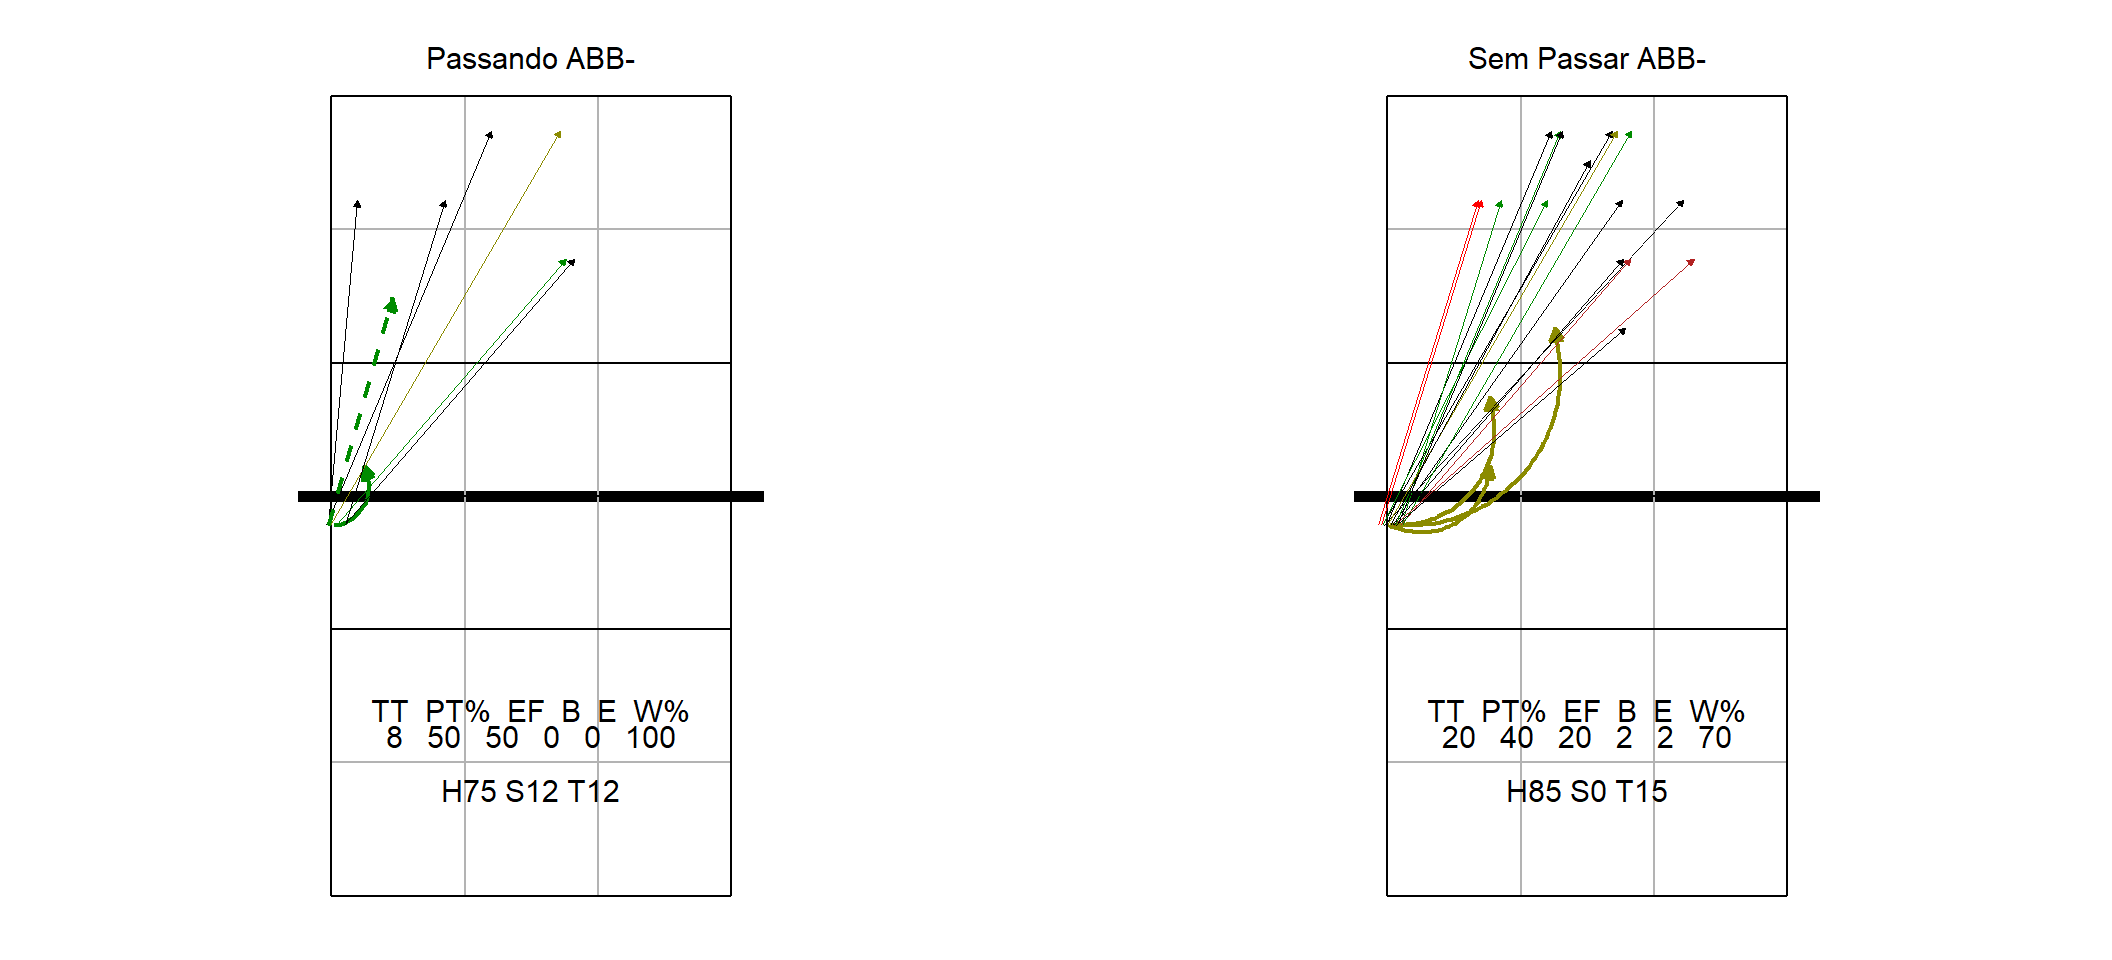 Passando ABB-
TT PT% EF B E W%
8 50 50 0 0 100
H75 S12 T12
Sem Passar ABB-
TT PT% EF B E W%
20 40 20 2 2 70
H85 S0 T15